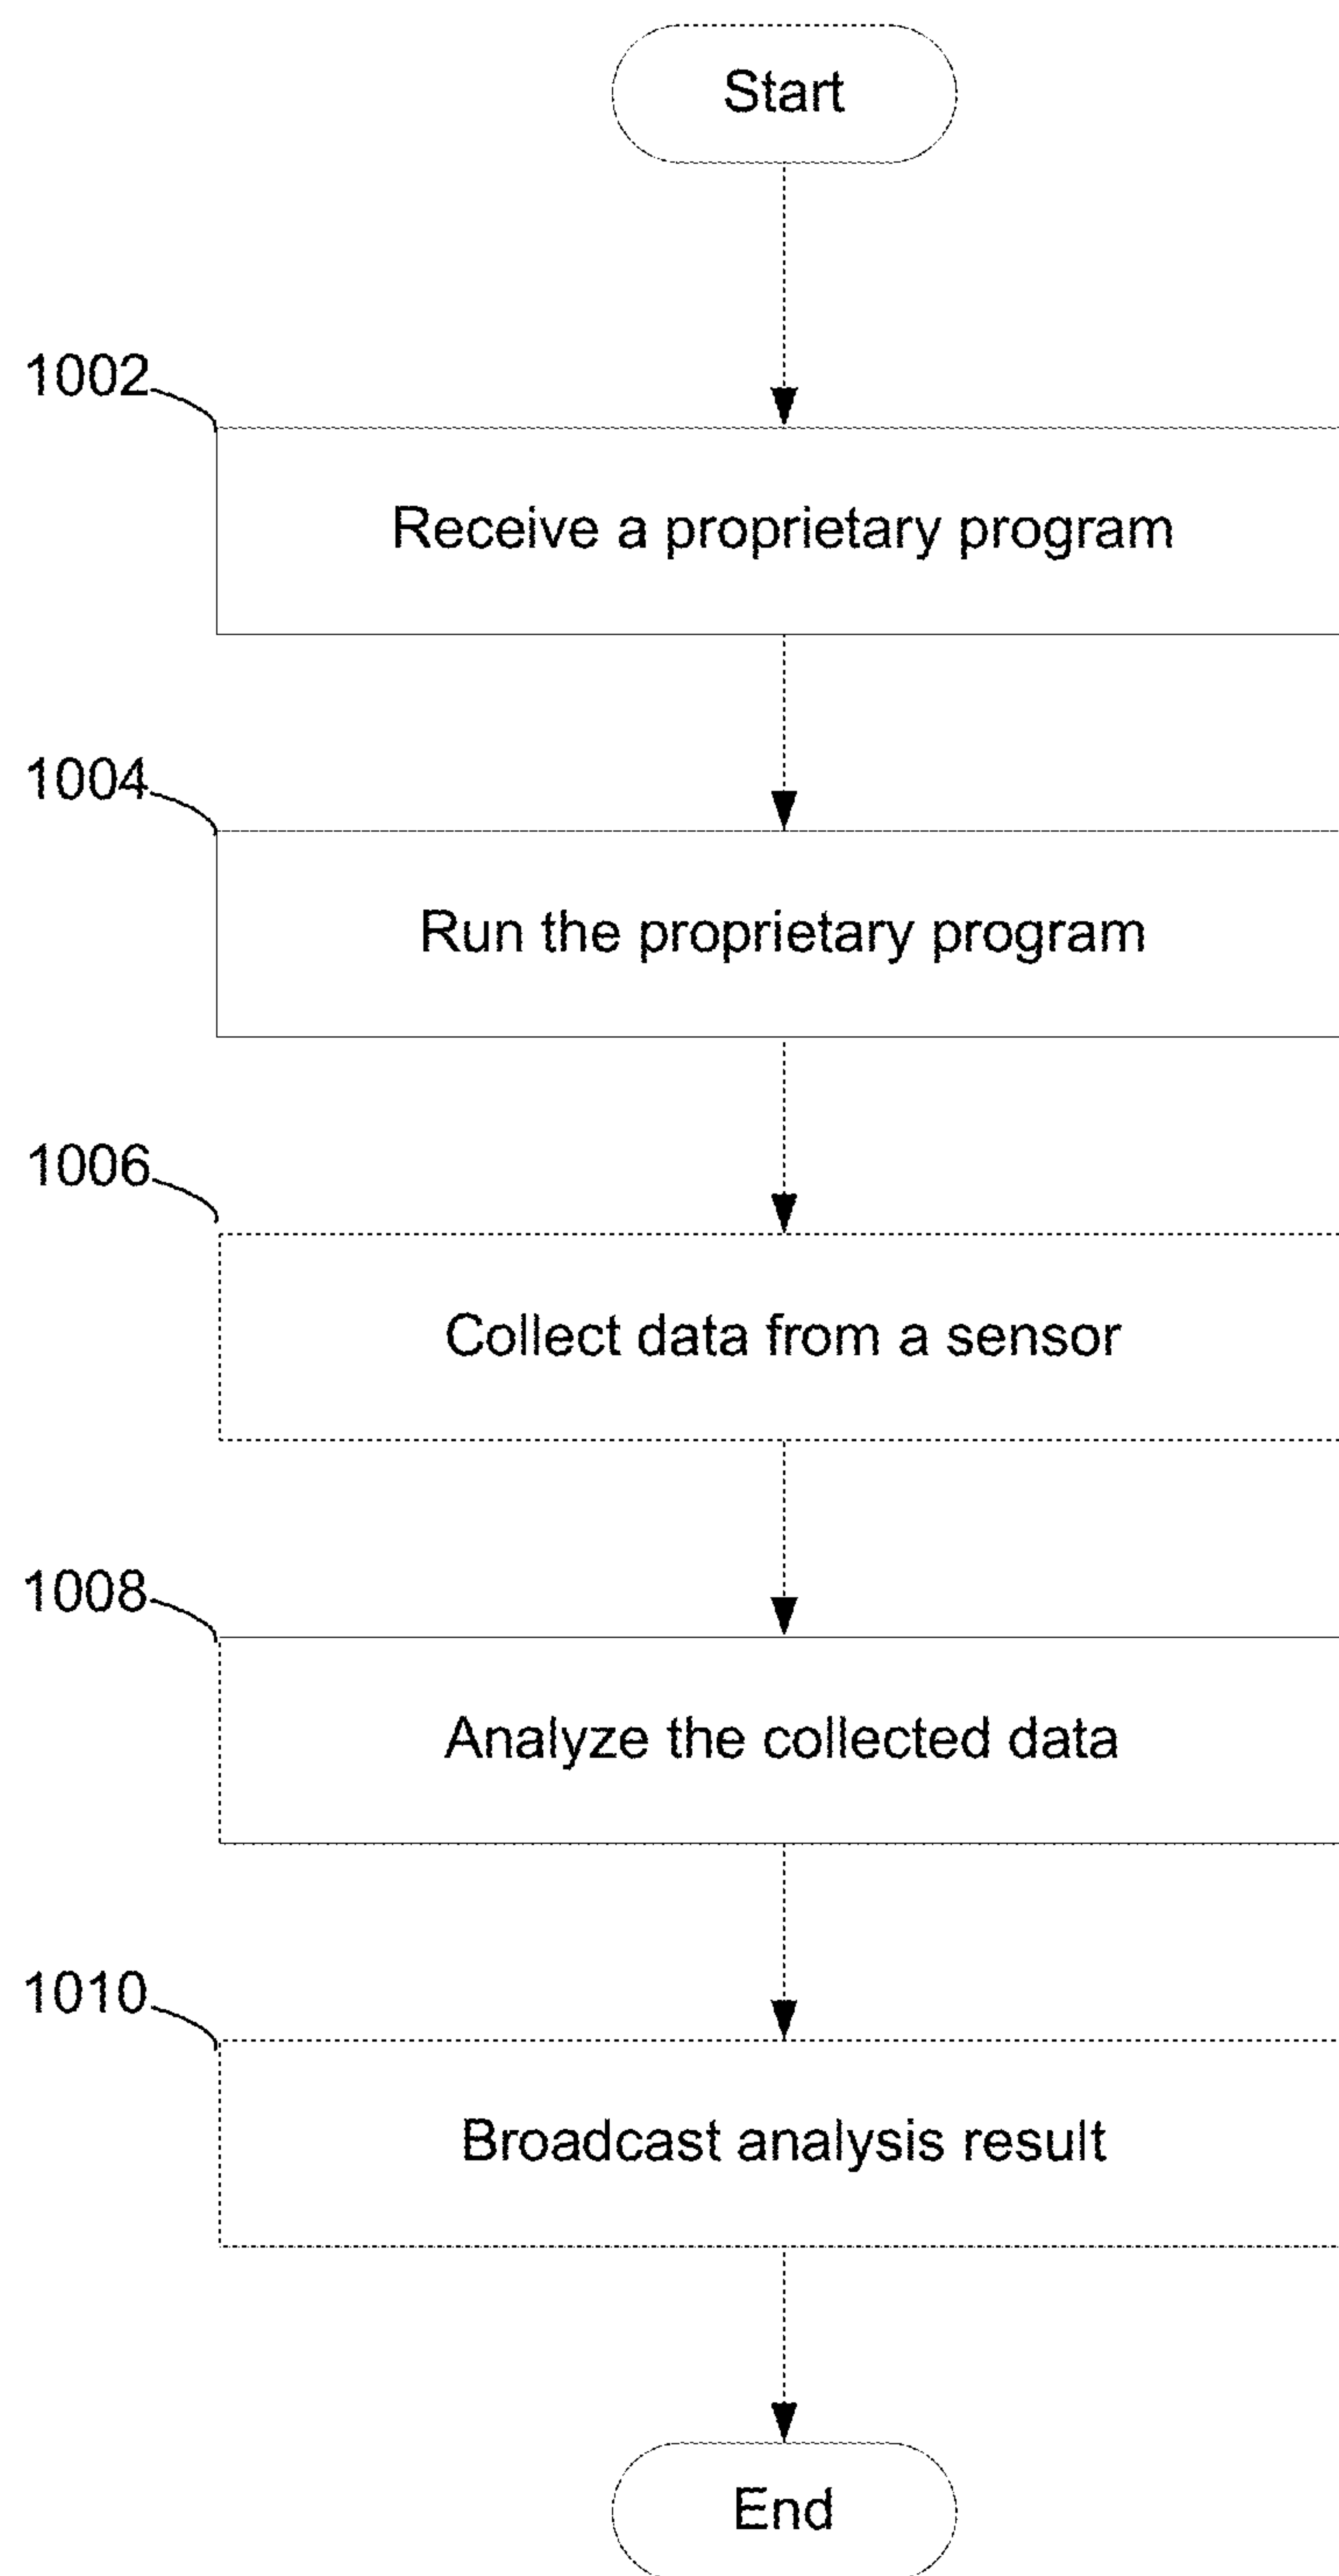 Start
1002
Receive a proprietary program
1004
Run the proprietary program
1006
Collect data from a sensor
1008
Analyze the collected data
1010
Broadcast analysis result
End